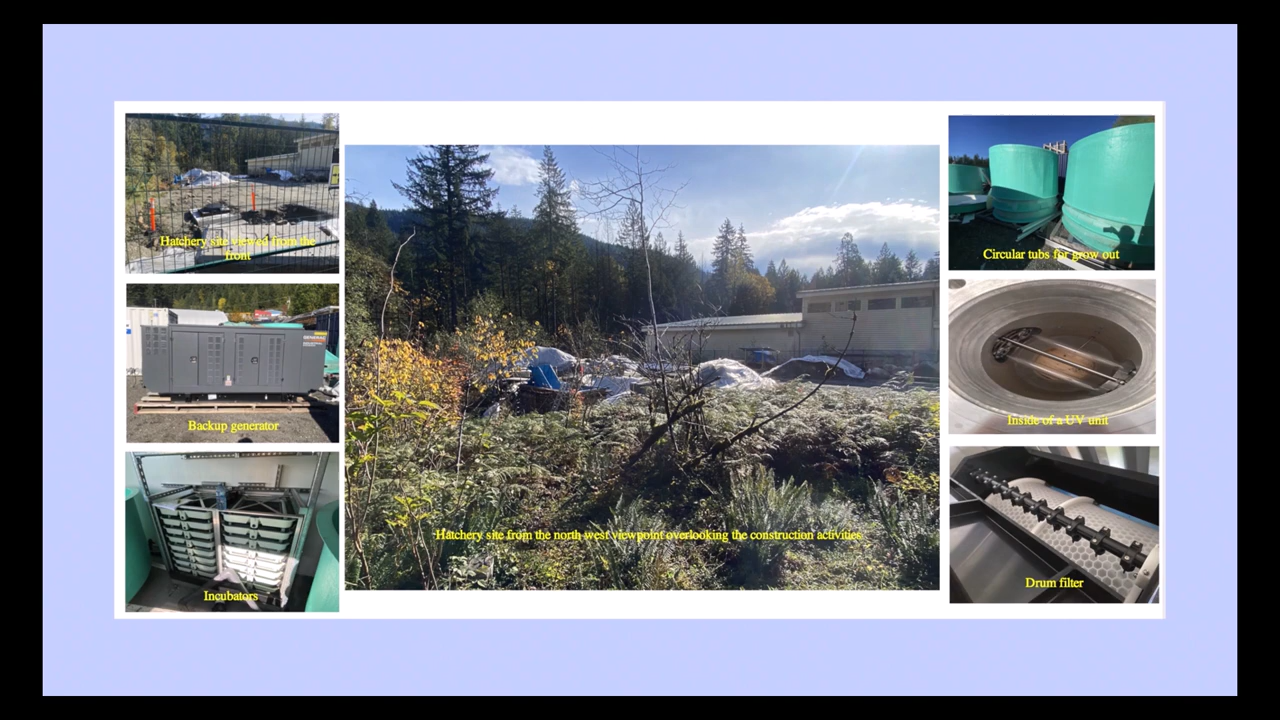 Hatchery site viewed from the
front
Backup generator
Incubators
Hatchery site from the north west viewpoint overlooking the construction activities.
Circular tubs for grow out
Inside of a UV unit
Drum filter